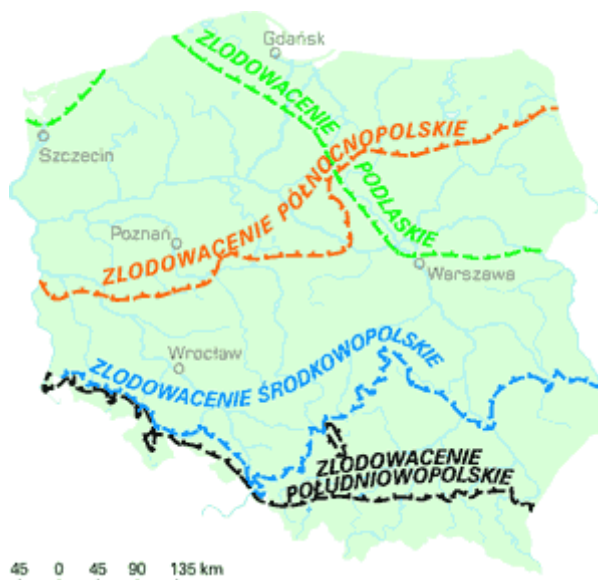 Gdańsk
ZLODOWACENIE
PODLASKIE
Szczecin
ZLODOWACENIE PÓŁNOCNOPOLSKIE
Poznań
Warszawa
Wrocław
ZLODOWACENIE ŚRODKOWOPOLSKIE
ZLODOWACENIE
POŁUDNIOWOPOLSKIE
45 0 45 90 135 km